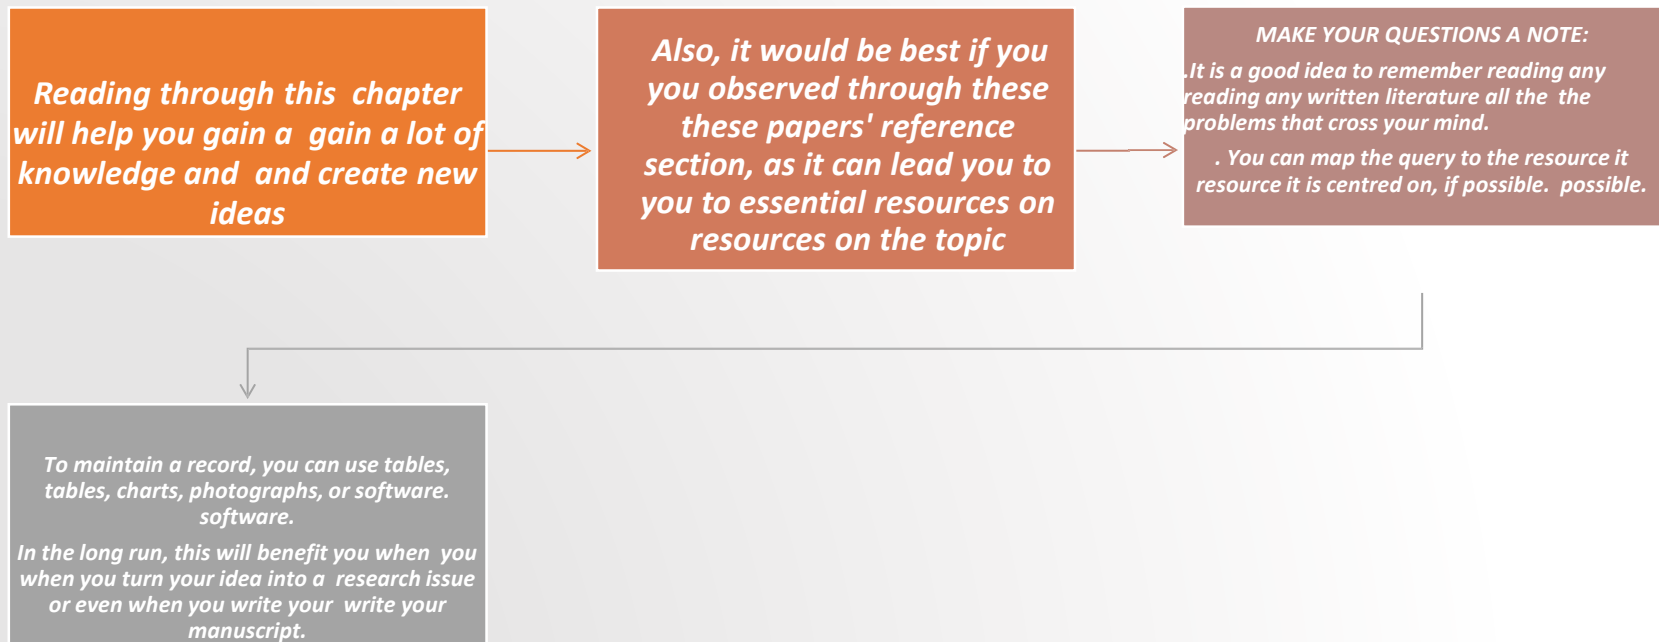 Reading through this chapter
will help you gain a gain a lot of
knowledge and and create new
ideas
Also, it would be best if you
you observed through these
these papers' reference
section, as it can lead you to
you to essential resources on
resources on the topic
MAKE YOUR QUESTIONS A NOTE:
.It is a good idea to remember reading any
reading any written literature all the the
problems that cross your mind.
. You can map the query to the resource it
resource it is centred on, if possible. possible.
To maintain a record, you can use tables,
tables, charts, photographs, or software.
software.
In the long run, this will benefit you when you
when you turn your idea into a research issue
or even when you write your write your
manuscript.